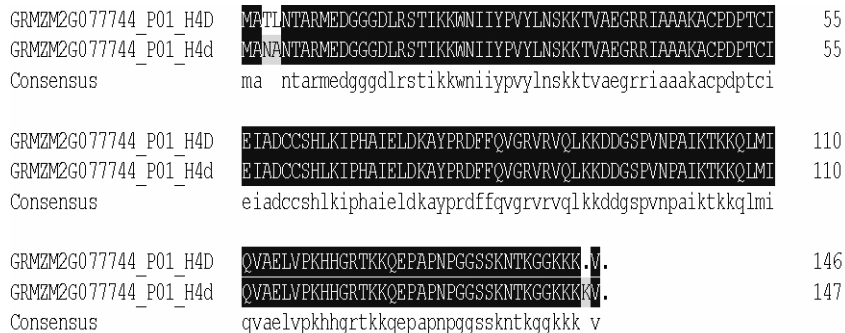 GRMZM2G077744_P01_H4D MATLNTARMEDGGGDLRSTIKKWNIIYPVYLNSKKTVAEGRRIAAAKACPDPTCI 55
GRMZM2G077744_P01_H4d MANANTARMEDGGGDLRSTIKKWNIIYPVYLNSKKTVAEGRRIAAAKACPDPTCI 55
Consensus ma ntarmedgggdlrstikkwniiypvylnskktvaegrriaaakacpdptci
GRMZM2G077744_P01_H4D EIADCCSHLKIPHAIELDKAYPRDFFQVGRVRVQLKKDDGSPVNPAIKTKKQLMI 110
GRMZM2G077744_P01_H4d EIADCCSHLKIPHAIELDKAYPRDFFQVGRVRVQLKKDDGSPVNPAIKTKKQLMI 110
Consensus eiadccshlkiphaieldkayprdffqvgrvrvqlkkddgspvnpaiktkkqlmi
GRMZM2G077744_P01_H4D QVAELVPKHHGRTKKQEPAPNPGGSSKNTKGGKKK.V. 146
GRMZM2G077744_P01_H4d QVAELVPKHHGRTKKQEPAPNPGGSSKNTKGGKKKKV. 147
Consensus qvaelvpkhhgrtkkqepapnpggsskntkggkkk v